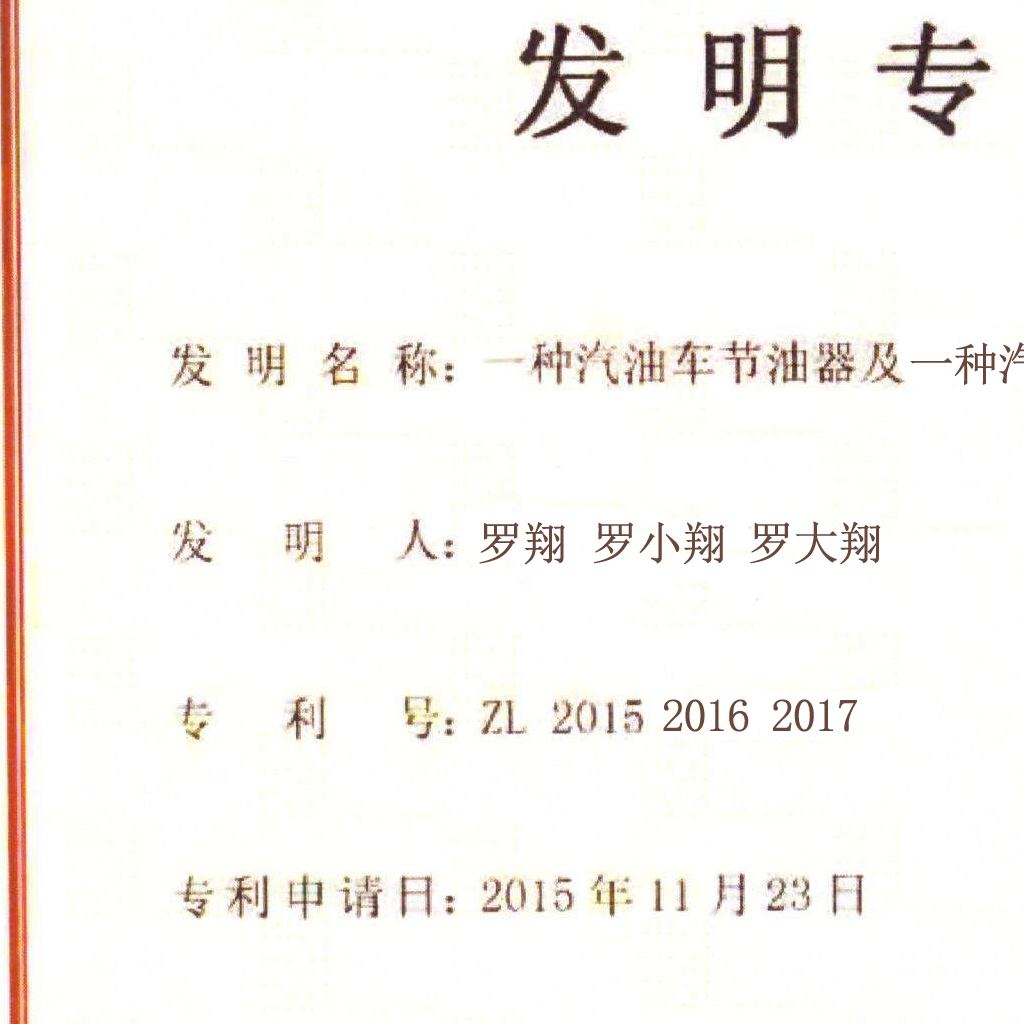 发明专
发明名称：一种汽油车节油器及一种汽
发明人：罗翔 罗小翔 罗大翔
专利号：ZL 2015 2016 2017
专利申请日：2015年11月23日